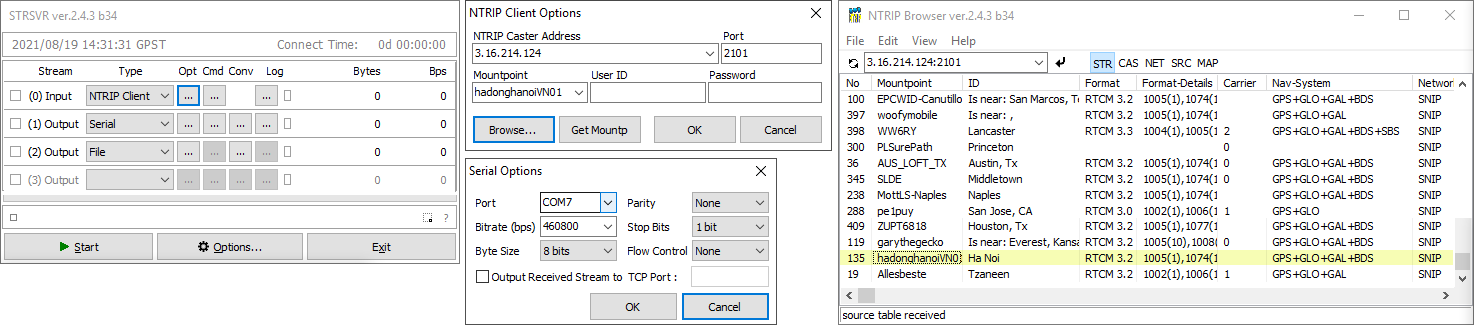 STRSVR ver.2.4.3 b34
2021/08/19 14:31:31 GPST Connect Time: 0d 00:00:00
Stream Type Opt Cmd Conv Log Bytes Bps
(0) Input NTRIP Client ... ... ... 0 0
(1) Output Serial ... ... ... ... 0 0
(2) Output File ... ... ... ... 0 0
(3) Output ... ... ... ... 0 0
?
Start Options... Exit
NTRIP Client Options
NTRIP Caster Address Port
3.16.214.124 2101
Mountpoint User ID Password
hadonghanoiVN01
Browse... Get Mountp OK Cancel
Serial Options
Port COM7 Parity None
Bitrate (bps) 460800 Stop Bits 1 bit
Byte Size 8 bits Flow Control None
Output Received Stream to TCP Port :
OK Cancel
NTRIP Browser ver.2.4.3 b34
File Edit View Help
3.16.214.124:2101 STR CAS NET SRC MAP
No Mountpoint ID Format Format-Details Carrier Nav-System Network
100 EPCWID-Canutillo Is near: San Marcos, Te RTCM 3.2 1005(1),1074(1 GPS+GLO+GAL+BDS SNIP
397 woofymobile Is near: , RTCM 3.2 1005(1),1074(1 GPS+GLO+GAL SNIP
398 WW6RY Lancaster RTCM 3.3 1004(1),1005(1 2 GPS+GLO+GAL+BDS+SBS SNIP
300 PLSurePath Princeton 0 SNIP
36 AUS_LOFT_TX Austin, Tx RTCM 3.2 1005(1),1074(1 0 GPS+GLO+GAL+BDS SNIP
345 SLDE Middletown RTCM 3.2 1005(1),1074(1 0 GPS+GLO+GAL+BDS SNIP
238 MottLS-Naples Naples RTCM 3.2 1005(1),1074(1 GPS+GLO+GAL+BDS SNIP
288 pe1puy San Jose, CA RTCM 3.0 1002(1),1006(1 1 GPS+GLO SNIP
409 ZUPT6818 Houston, Tx RTCM 3.2 1005(1),1074(1 GPS+GLO+GAL+BDS SNIP
119 garythegecko Is near: Everest, Kansa RTCM 3.2 1005(10),1008( GPS+GLO+GAL+BDS SNIP
135 hadonghanoiVN0 Ha Noi RTCM 3.2 1005(1),1074(1 GPS+GLO+GAL+BDS SNIP
19 Allesbeste Tzaneen RTCM 3.2 1002(1),1006(1 1 GPS+GLO+GAL SNIP
source table received